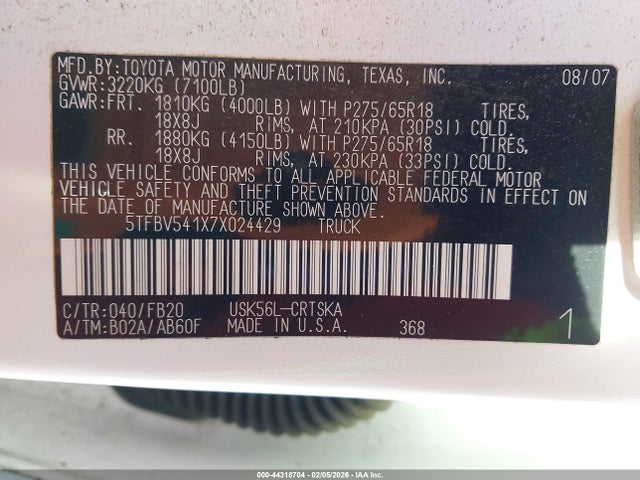 MFD.BY:TOYOTA MOTOR MANUFACTURING, TEXAS, INC. 08/07
GVWR:3220KG (7100LB)
GAWR:FRT. 1810KG (4000LB) WITH P275/65R18 TIRES,
18X8J RIMS, AT 210KPA (30PSI) COLD.
RR. 1880KG (4150LB) WITH P275/65R18 TIRES,
18X8J RIMS, AT 230KPA (33PSI) COLD.
THIS VEHICLE CONFORMS TO ALL APPLICABLE FEDERAL MOTOR
VEHICLE SAFETY AND THEFT PREVENTION STANDARDS IN EFFECT ON
THE DATE OF MANUFACTURE SHOWN ABOVE.
5TFBV541X7X024429 TRUCK
C/TR:040/FB20 USK56L-CRTSKA
A/TM:B02A/AB60F MADE IN U.S.A. 368 1
000-44318704 - 02/05/2026 - IAAI.COM